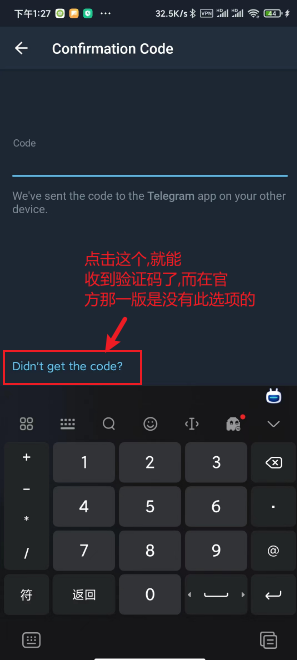 下午1:27 ··· 32.5K/s VPN 44
Confirmation Code
Code
We've sent the code to the Telegram app on your other
device.
点击这个,就能
收到验证码了,而在官
方那一版是没有此选项的
Didn't get the code?
+ 1 2 3
- 4 5 6 .
* 7 8 9 @
/
符 返回 0